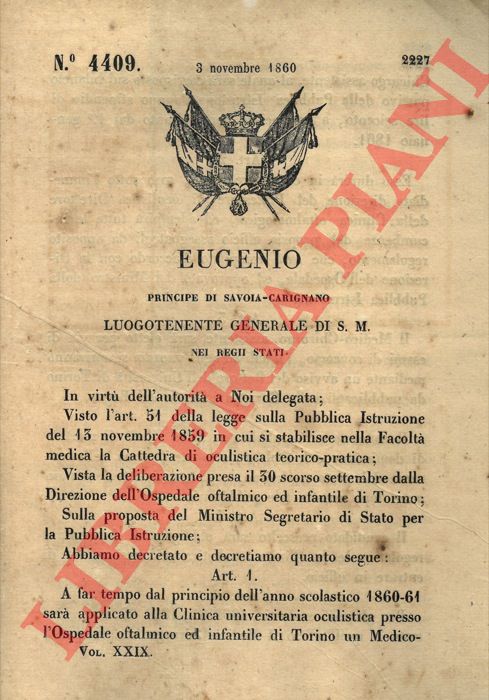 N.º 4409.
3 novembre 1860
2227
EUGENIO
PRINCIPE DI SAVOIA-CARIGNANO
LUOGOTENENTE GENERALE DI S. M.
NEI REGII STATI
In virtù dell'autorità a Noi delegata;
Visto l'art. 51 della legge sulla Pubblica Istruzione
del 13 novembre 1859 in cui si stabilisce nella Facoltà
medica la Cattedra di oculistica teorico-pratica;
Vista la deliberazione presa il 30 scorso settembre dalla
Direzione dell'Ospedale oftalmico ed infantile di Torino;
Sulla proposta del Ministro Segretario di Stato per
la Pubblica Istruzione;
Abbiamo decretato e decretiamo quanto segue:
Art. 1.
A far tempo dal principio dell'anno scolastico 1860-61
sarà applicato alla Clinica universitaria oculistica presso
l'Ospedale oftalmico ed infantile di Torino un Medico-
VOL. XXIX.
LIBRERIA PIANI